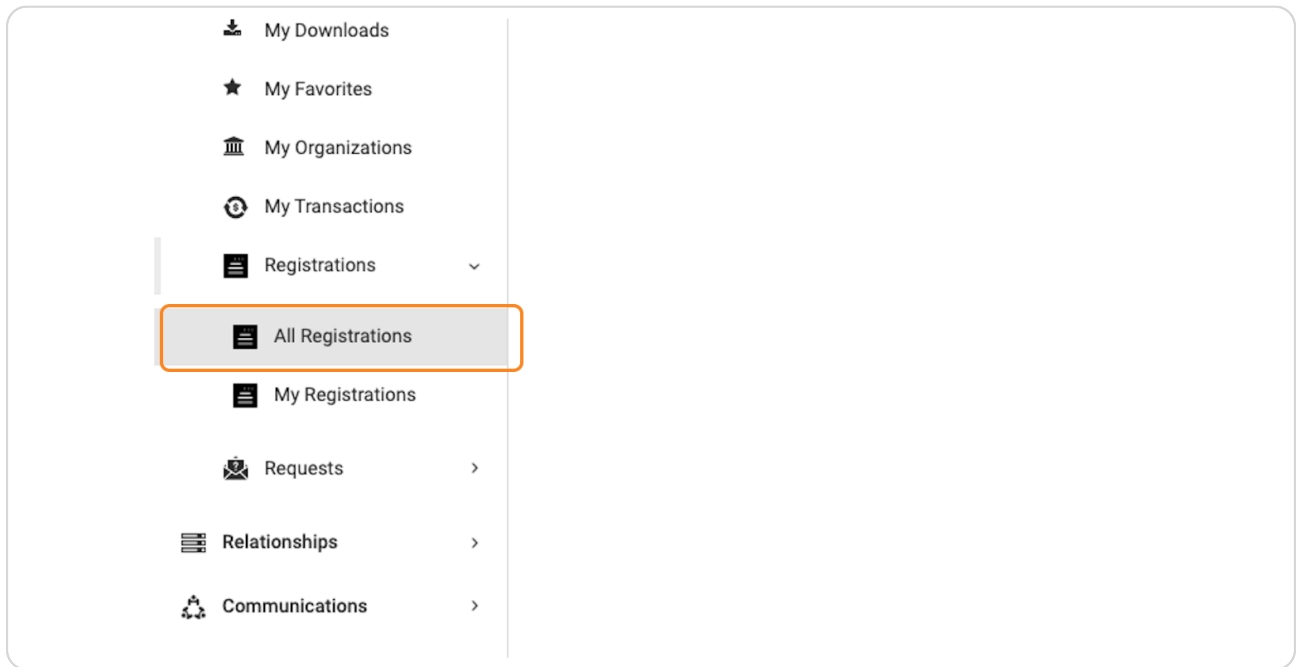 My Downloads
My Favorites
My Organizations
My Transactions
Registrations
All Registrations
My Registrations
Requests
Relationships
Communications